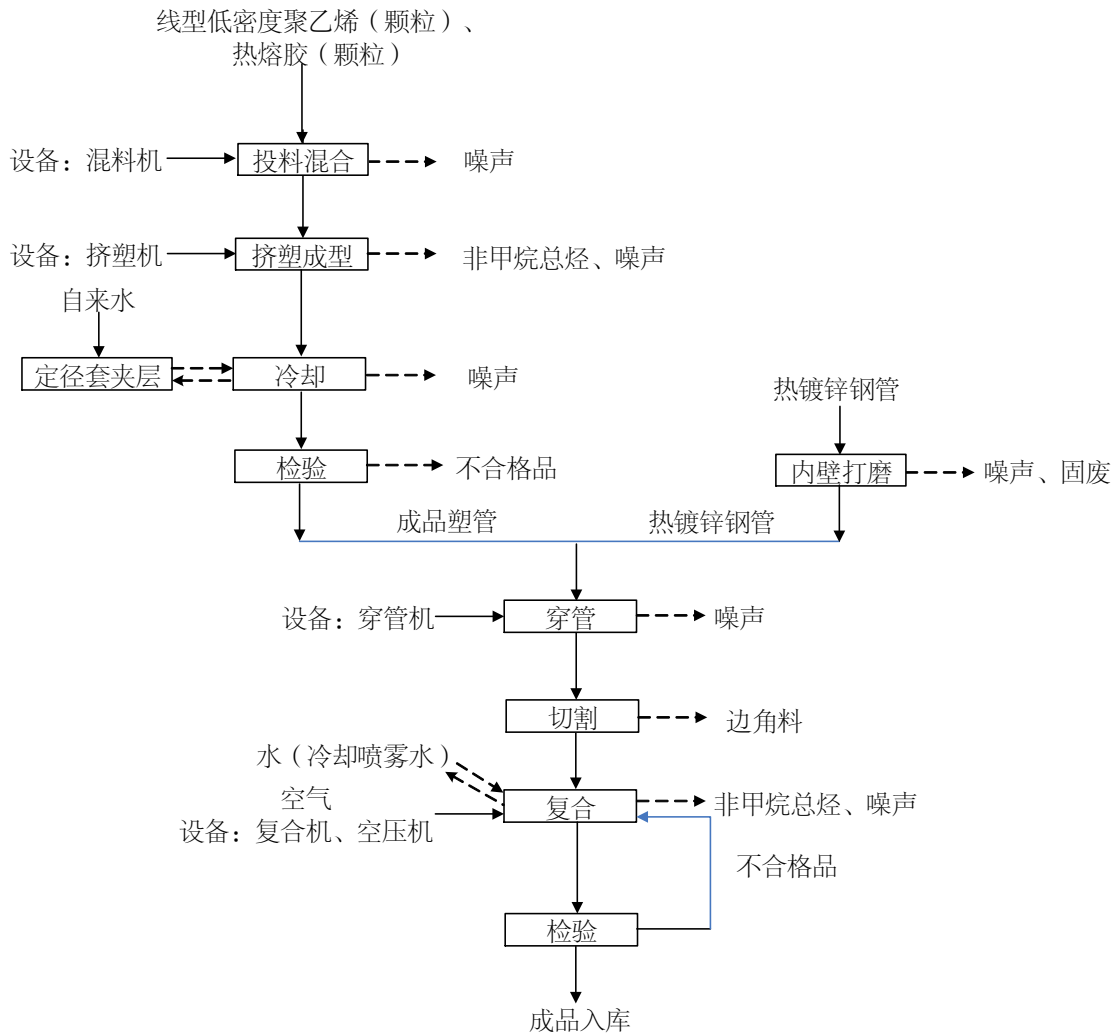 线型低密度聚乙烯（颗粒）、
热熔胶（颗粒）
设备：混料机
投料混合
噪声
设备：挤塑机
挤塑成型
非甲烷总烃、噪声
自来水
定径套夹层
冷却
噪声
热镀锌钢管
检验
不合格品
内壁打磨
噪声、固废
成品塑管
热镀锌钢管
设备：穿管机
穿管
噪声
切割
边角料
水（冷却喷雾水）
空气
设备：复合机、空压机
复合
非甲烷总烃、噪声
不合格品
检验
成品入库